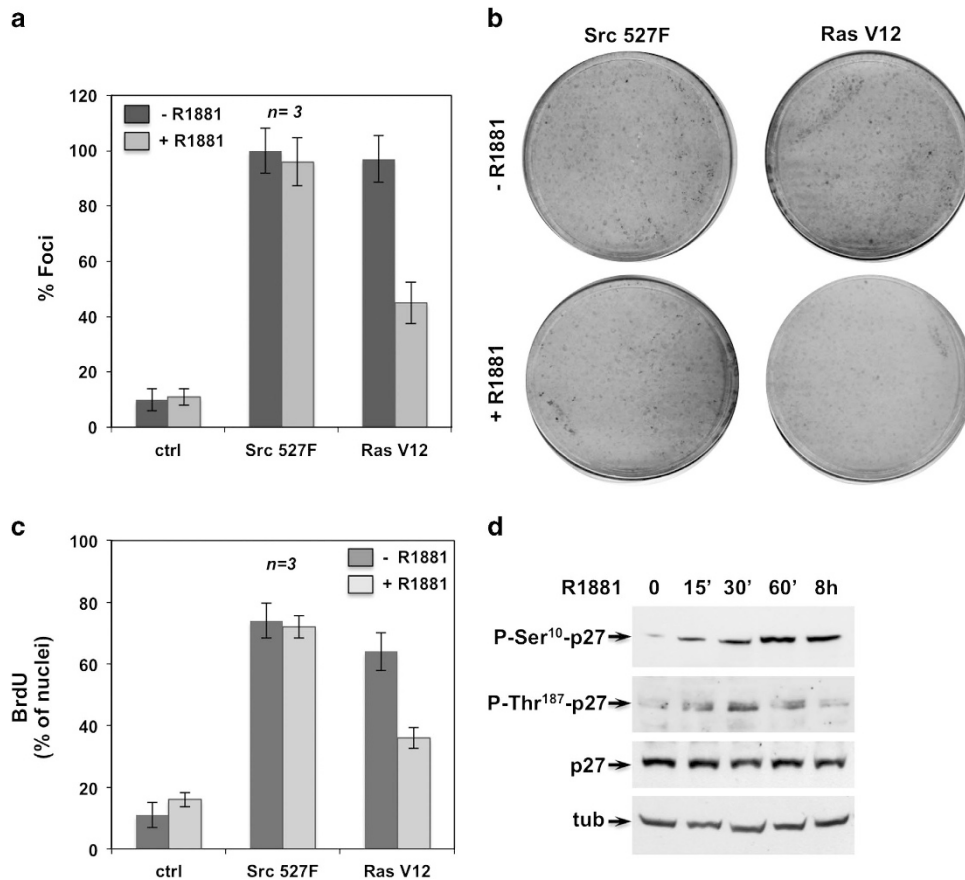 a
120
100
80
60
40
20
0
% Foci
- R1881
+ R1881
n= 3
ctrl
Src 527F
Ras V12
b
Src 527F
Ras V12
- R1881
+ R1881
c
100
80
60
40
20
0
BrdU
(% of nuclei)
n=3
- R1881
+ R1881
ctrl
Src 527F
Ras V12
d
R1881 0 15’ 30’ 60’ 8h
P-Ser¹⁰-p27
P-Thr¹⁸⁷-p27
p27
tub